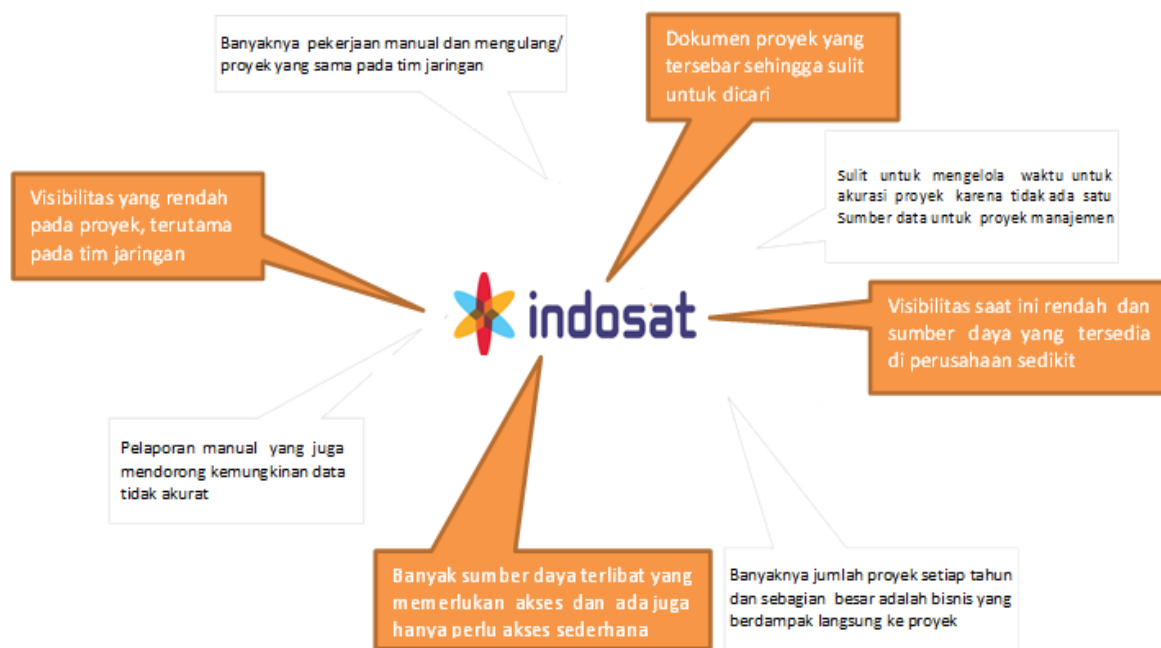 Banyaknya pekerjaan manual dan mengulang/
proyek yang sama pada tim jaringan
Dokumen proyek yang
tersebar sehingga sulit
untuk dicari
Sulit untuk mengelola waktu untuk
akurasi proyek karena tidak ada satu
Sumber data untuk proyek manajemen
Visibilitas yang rendah
pada proyek, terutama
pada tim jaringan
indosat
Visibilitas saat ini rendah dan
sumber daya yang tersedia
di perusahaan sedikit
Pelaporan manual yang juga
mendorong kemungkinan data
tidak akurat
Banyak sumber daya terlibat yang
memerlukan akses dan ada juga
hanya perlu akses sederhana
Banyaknya jumlah proyek setiap tahun
dan sebagian besar adalah bisnis yang
berdampak langsung ke proyek